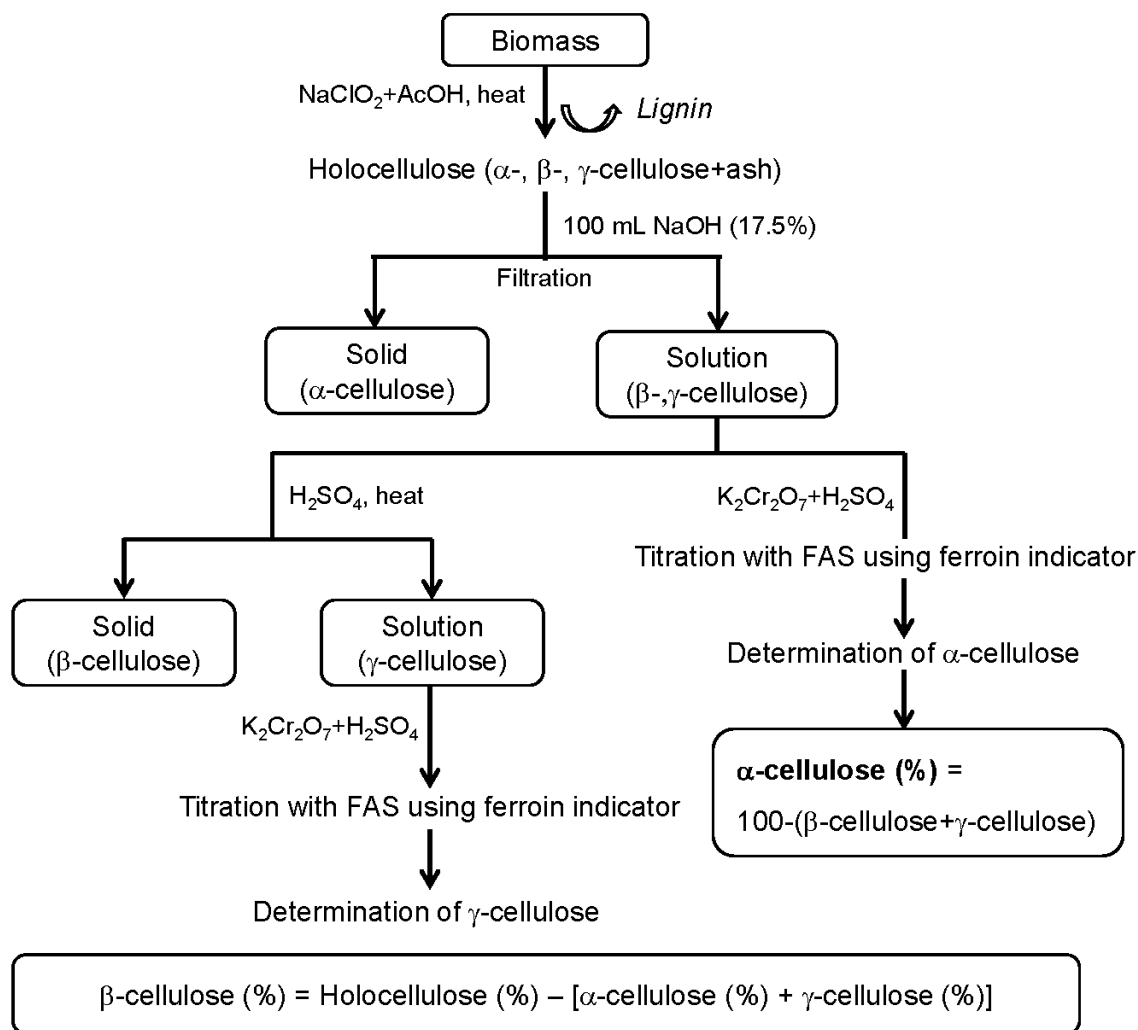 Biomass
NaClO₂+AcOH, heat
Lignin
Holocellulose (α-, β-, γ-cellulose+ash)
100 mL NaOH (17.5%)
Filtration
Solid
(α-cellulose)
Solution
(β-,γ-cellulose)
H₂SO₄, heat
K₂Cr₂O₇+H₂SO₄
Titration with FAS using ferroin indicator
Solid
(β-cellulose)
Solution
(γ-cellulose)
Determination of α-cellulose
K₂Cr₂O₇+H₂SO₄
α-cellulose (%) =
100-(β-cellulose+γ-cellulose)
Titration with FAS using ferroin indicator
Determination of γ-cellulose
β-cellulose (%) = Holocellulose (%) – [α-cellulose (%) + γ-cellulose (%)]